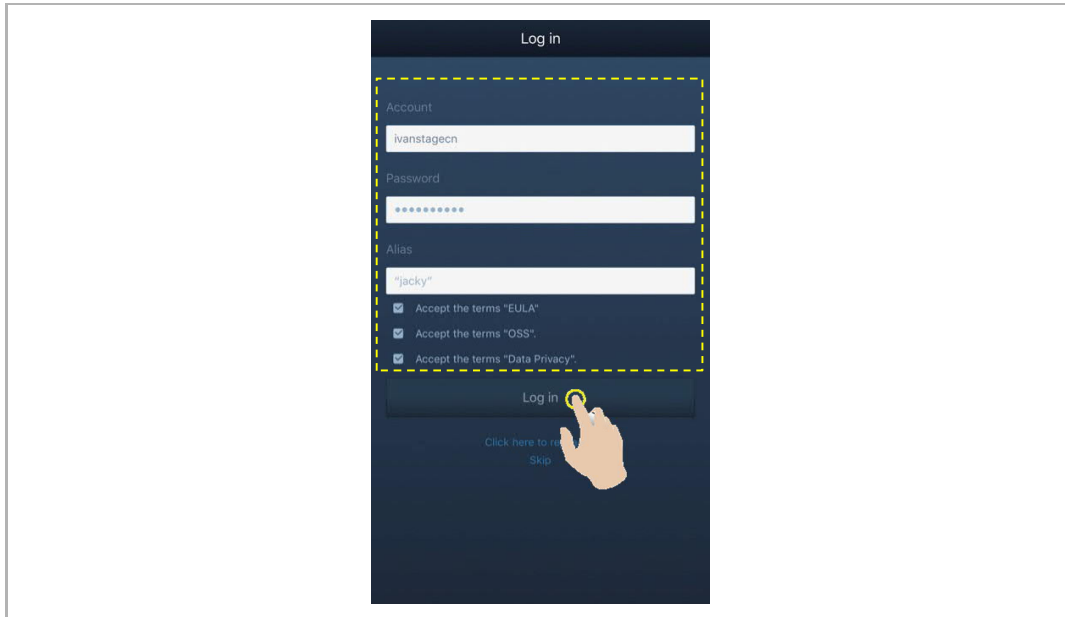 Log in
Account
ivanstagecn
Password
••••••••••
Alias
"jacky"
Accept the terms "EULA"
Accept the terms "OSS".
Accept the terms "Data Privacy".
Log in
Click here to
Skip